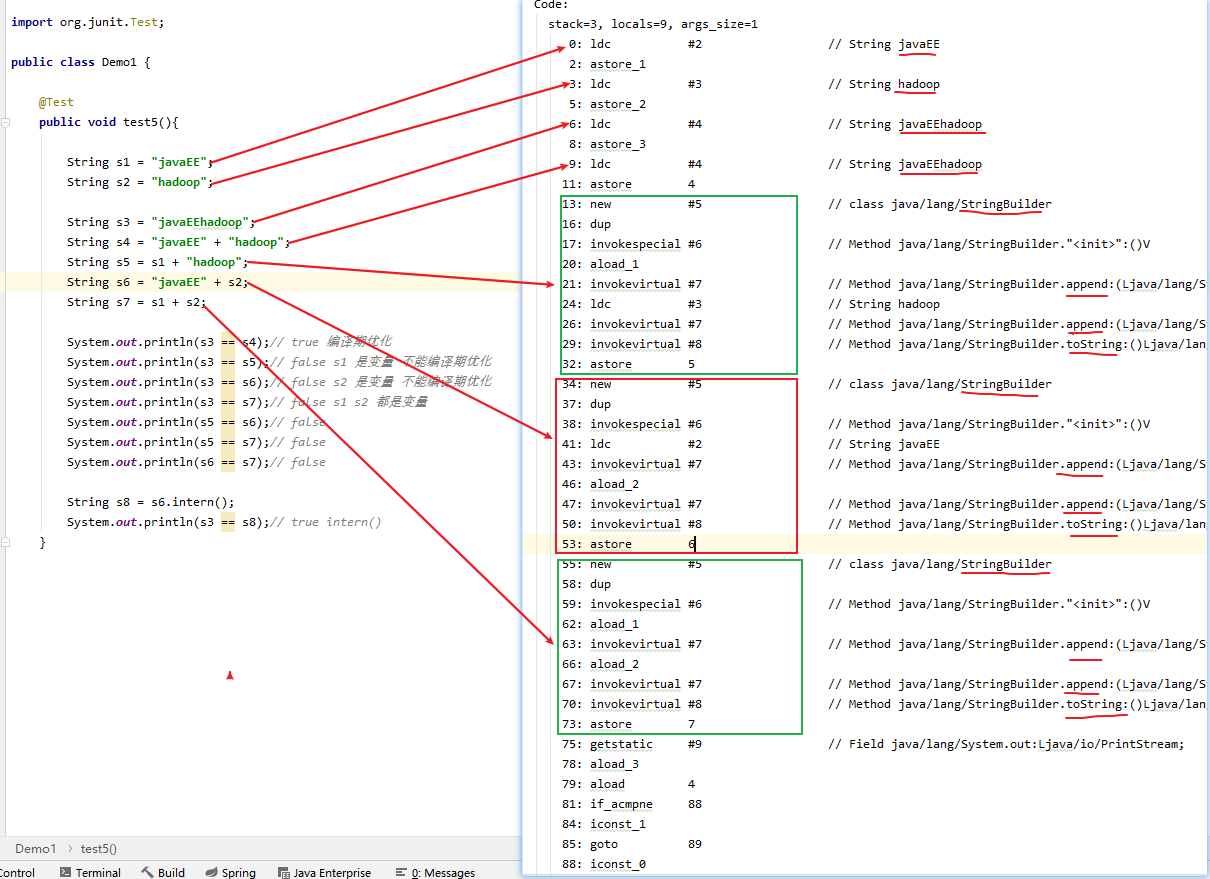 import org.junit.Test;
public class Demo1 {
@Test
public void test5(){
String s1 = "javaEE";
String s2 = "hadoop";
String s3 = "javaEEhadoop";
String s4 = "javaEE" + "hadoop";
String s5 = s1 + "hadoop";
String s6 = "javaEE" + s2;
String s7 = s1 + s2;
System.out.println(s3 == s4);// true 编译期优化
System.out.println(s3 == s5);// false s1 是变量 不能编译期优化
System.out.println(s3 == s6);// false s2 是变量 不能编译期优化
System.out.println(s3 == s7);// false s1 s2 都是变量
System.out.println(s5 == s6);// false
System.out.println(s5 == s7);// false
System.out.println(s6 == s7);// false
String s8 = s6.intern();
System.out.println(s3 == s8);// true intern()
}
Demo1 › test5()
Control Terminal Build Spring Java Enterprise 0: Messages
Code:
stack=3, locals=9, args_size=1
0: ldc #2 // String javaEE
2: astore_1
3: ldc #3 // String hadoop
5: astore_2
6: ldc #4 // String javaEEhadoop
8: astore_3
9: ldc #4 // String javaEEhadoop
11: astore 4
13: new #5 // class java/lang/StringBuilder
16: dup
17: invokespecial #6 // Method java/lang/StringBuilder."<init>":()V
20: aload_1
21: invokevirtual #7 // Method java/lang/StringBuilder.append:(Ljava/lang/S
24: ldc #3 // String hadoop
26: invokevirtual #7 // Method java/lang/StringBuilder.append:(Ljava/lang/S
29: invokevirtual #8 // Method java/lang/StringBuilder.toString:()Ljava/lan
32: astore 5
34: new #5 // class java/lang/StringBuilder
37: dup
38: invokespecial #6 // Method java/lang/StringBuilder."<init>":()V
41: ldc #2 // String javaEE
43: invokevirtual #7 // Method java/lang/StringBuilder.append:(Ljava/lang/S
46: aload_2
47: invokevirtual #7 // Method java/lang/StringBuilder.append:(Ljava/lang/S
50: invokevirtual #8 // Method java/lang/StringBuilder.toString:()Ljava/lan
53: astore 6
55: new #5 // class java/lang/StringBuilder
58: dup
59: invokespecial #6 // Method java/lang/StringBuilder."<init>":()V
62: aload_1
63: invokevirtual #7 // Method java/lang/StringBuilder.append:(Ljava/lang/S
66: aload_2
67: invokevirtual #7 // Method java/lang/StringBuilder.append:(Ljava/lang/S
70: invokevirtual #8 // Method java/lang/StringBuilder.toString:()Ljava/lan
73: astore 7
75: getstatic #9 // Field java/lang/System.out:Ljava/io/PrintStream;
78: aload_3
79: aload 4
81: if_acmpne 88
84: iconst_1
85: goto 89
88: iconst_0